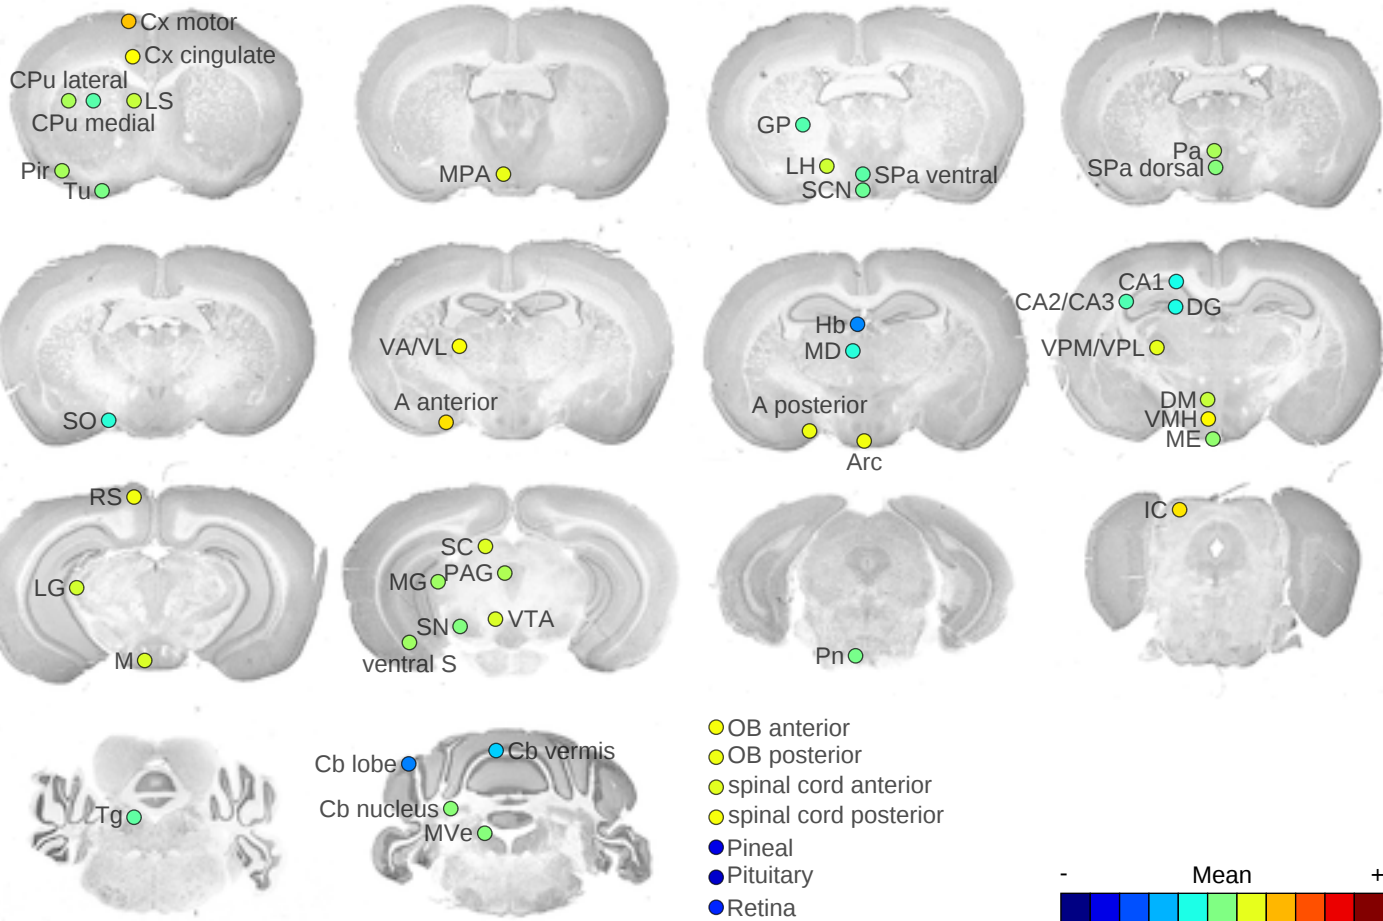 Cx motor
Cx cingulate
CPu lateral
LS
CPu medial
Pir
Tu
MPA
GP
LH
SPa ventral
SCN
Pa
SPa dorsal
SO
VA/VL
A anterior
Hb
MD
A posterior
Arc
CA1
CA2/CA3
DG
VPM/VPL
DM
VMH
ME
RS
LG
M
SC
MG
PAG
SN
VTA
ventral S
Pn
IC
Tg
Cb lobe
Cb vermis
Cb nucleus
MVe
OB anterior
OB posterior
spinal cord anterior
spinal cord posterior
Pineal
Pituitary
Retina
- Mean +